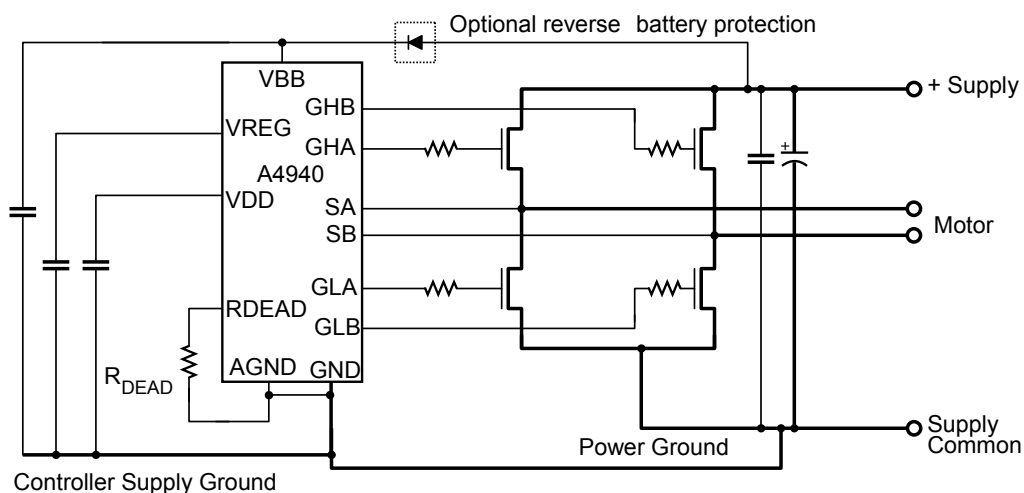 Optional reverse battery protection
VBB
GHB
+ Supply
VREG
GHA
A4940
VDD
SA
SB
Motor
GLA
RDEAD
GLB
R_DEAD
AGND
GND
+
Power Ground
Supply
Common
Controller Supply Ground